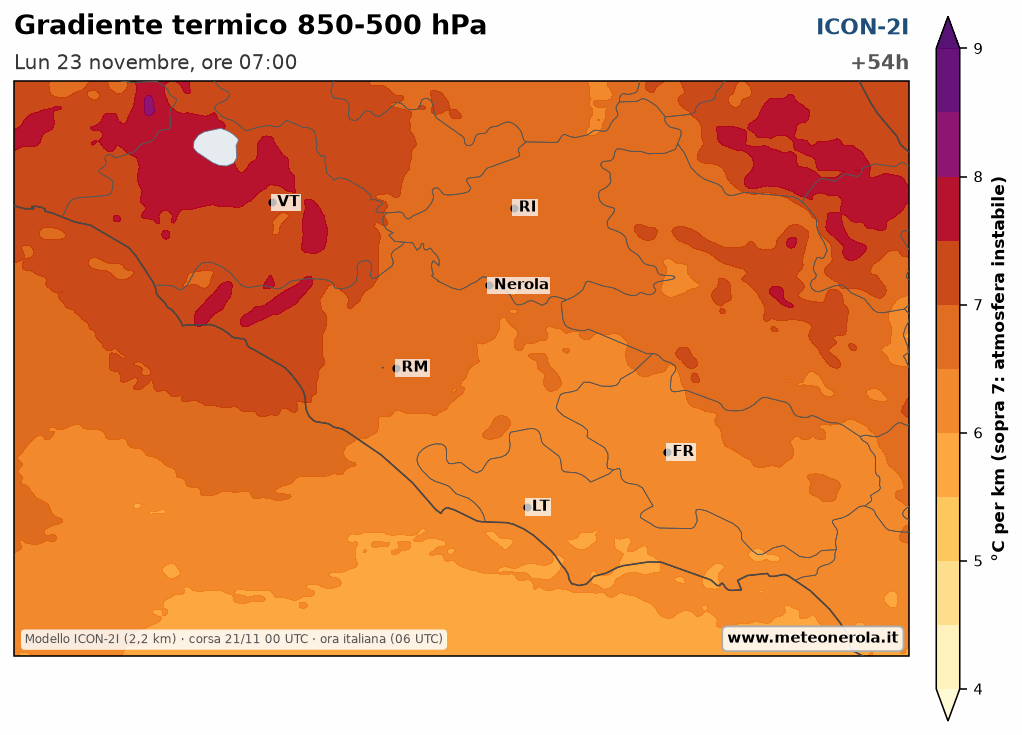 Gradiente termico 850-500 hPa
ICON-2I
Lun 23 novembre, ore 07:00
+54h
VT
RI
Nerola
RM
FR
LT
Modello ICON-2I (2,2 km) · corsa 21/11 00 UTC · ora italiana (06 UTC)
www.meteonerola.it
9
8
7
6
5
4
°C per km (sopra 7: atmosfera instabile)